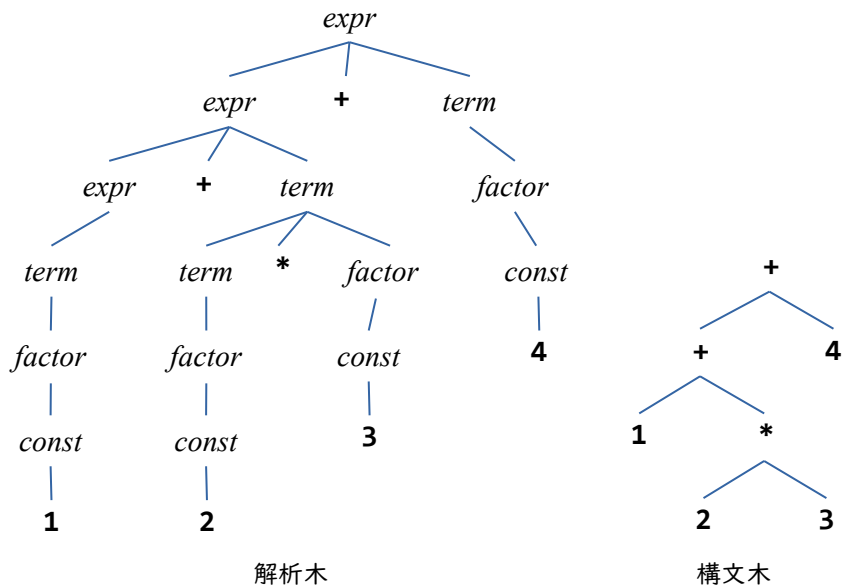 expr
expr + term
expr + term factor
term term * factor const +
factor factor const 4 + 4
const const 3 1 *
1 2 2 3
解析木 構文木